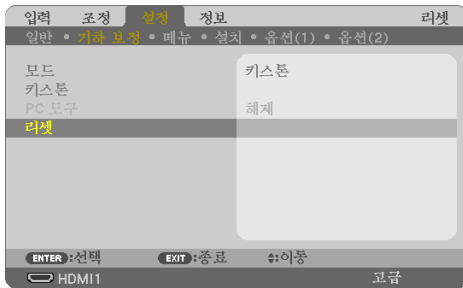 입력 조정 설정 정보 리셋
일반 • 기하 보정 • 메뉴 • 설치 • 옵션(1) • 옵션(2)
모드 키스톤
키스톤
PC 도구 해제
리셋
ENTER:선택 EXIT:종료 ♦:이동
HDMI1 고급